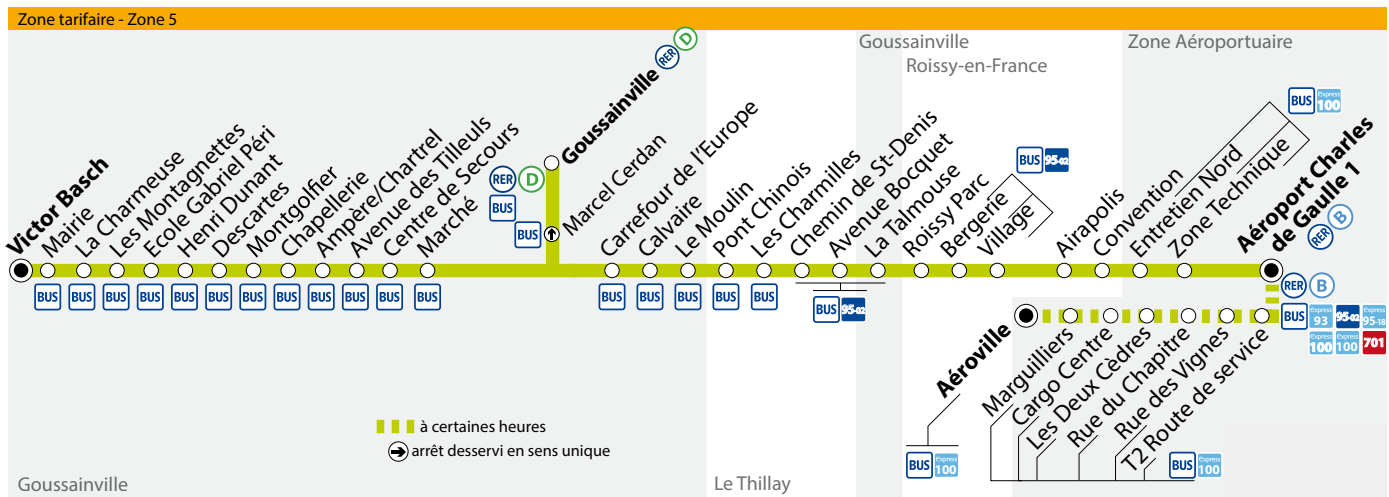 Zone tarifaire - Zone 5
Goussainville
Roissy-en-France
Zone Aéroportuaire
Victor Basch
Mairie
La Charmeuse
Les Montagnettes
Ecole Gabriel Péri
Henri Dunant
Descartes
Montgolfier
Chapellerie
Ampère/Chartrel
Avenue des Tilleuls
Centre de Secours
Marché
RER D
BUS
BUS
Goussainville
RER D
Marcel Cerdan
Carrefour de l'Europe
Calvaire
Le Moulin
Pont Chinois
Les Charmilles
Chemin de St-Denis
Avenue Bocquet
La Talmouse
Roissy Parc
Bergerie
Village
BUS 95-02
Airapolis
Convention
Entretien Nord
Zone Technique
BUS Express 100
Aéroport Charles
de Gaulle 1
RER B
BUS BUS BUS BUS BUS BUS BUS BUS BUS BUS BUS BUS
BUS BUS BUS BUS BUS
BUS 95-02
RER B
BUS Express 93 95-02 Express 95-18
Express 100 Express 100 701
Aéroville
BUS Express 100
Marguilliers
Cargo Centre
Les Deux Cèdres
Rue du Chapitre
Rue des Vignes
T2 Route de service
BUS Express 100
à certaines heures
arrêt desservi en sens unique
Goussainville
Le Thillay